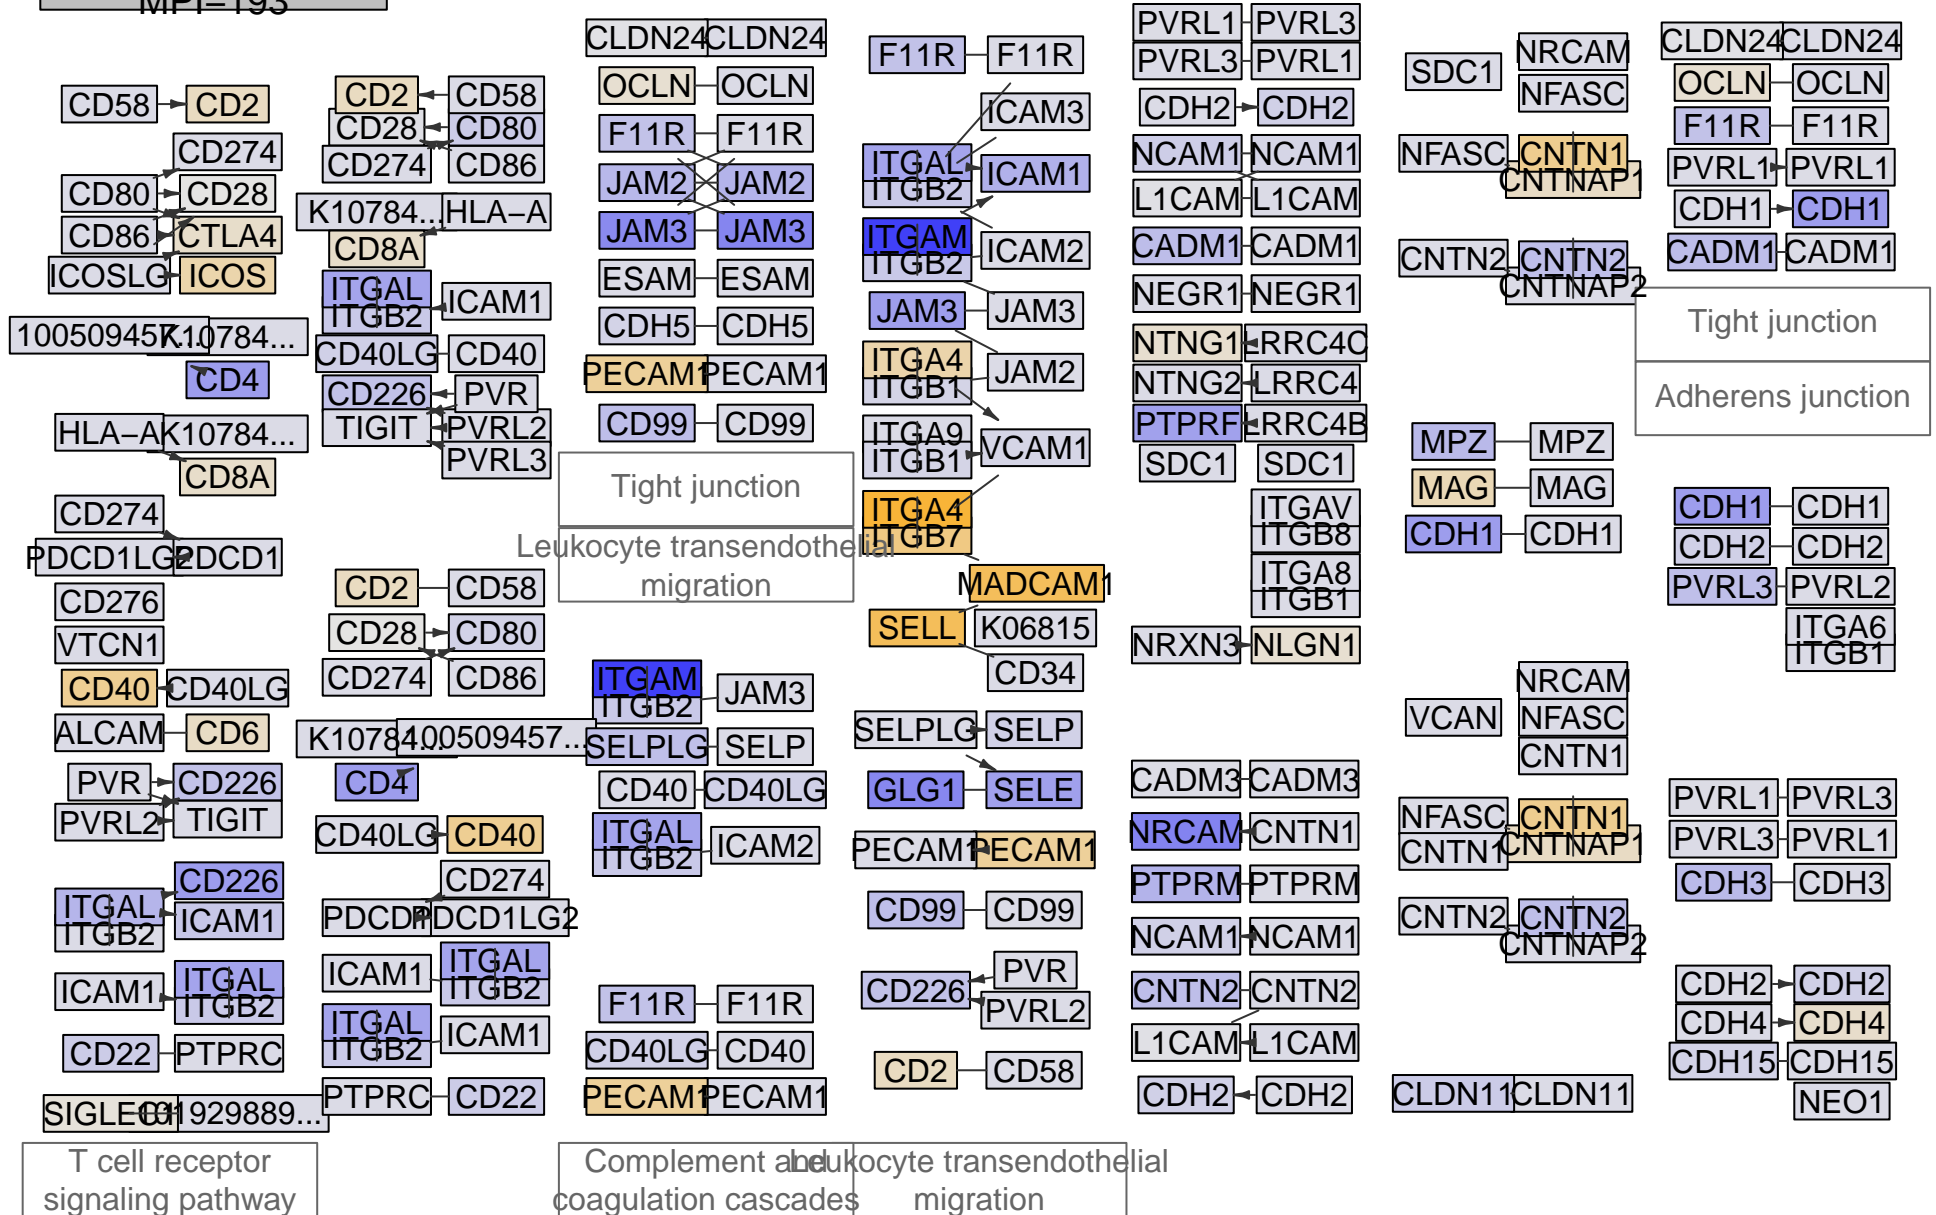 MPI−193
CD58
CD2
CD274
CD80
CD28
CD86
CTLA4
ICOSLG
ICOS
100509457...
K10784...
CD4
HLA−A
K10784...
CD8A
CD274
PDCD1LG2
PDCD1
CD276
VTCN1
CD40
CD40LG
ALCAM
CD6
PVR
CD226
PVRL2
TIGIT
CD226
ITGAL
ITGB2
ICAM1
ICAM1
ITGAL
ITGB2
CD22
PTPRC
SIGLEC1
101929889...
T cell receptor
signaling pathway
CD2
CD58
CD28
CD80
CD274
CD86
K10784...
HLA−A
CD8A
ITGAL
ITGB2
ICAM1
CD40LG
CD40
CD226
PVR
TIGIT
PVRL2
PVRL3
CD2
CD58
CD28
CD80
CD274
CD86
K10784...
100509457...
CD4
CD40LG
CD40
CD274
PDCD1
PDCD1LG2
ICAM1
ITGAL
ITGB2
ITGAL
ITGB2
ICAM1
PTPRC
CD22
CLDN24
CLDN24
OCLN
OCLN
F11R
F11R
JAM2
JAM2
JAM3
JAM3
ESAM
ESAM
CDH5
CDH5
PECAM1
PECAM1
CD99
CD99
Tight junction
Leukocyte transendothelial
migration
ITGAM
ITGB2
JAM3
SELPLG
SELP
CD40
CD40LG
ITGAL
ITGB2
ICAM2
F11R
F11R
CD40LG
CD40
PECAM1
PECAM1
Complement and
coagulation cascades
F11R
F11R
ICAM3
ITGAL
ITGB2
ICAM1
ITGAM
ITGB2
ICAM2
JAM3
JAM3
ITGA4
ITGB1
JAM2
ITGA9
ITGB1
VCAM1
ITGA4
ITGB7
MADCAM1
SELL
K06815
CD34
SELPLG
SELP
GLG1
SELE
PECAM1
PECAM1
CD99
CD99
CD226
PVR
PVRL2
CD2
CD58
Leukocyte transendothelial
migration
PVRL1
PVRL3
PVRL3
PVRL1
CDH2
CDH2
NCAM1
NCAM1
L1CAM
L1CAM
CADM1
CADM1
NEGR1
NEGR1
NTNG1
LRRC4C
NTNG2
LRRC4
PTPRF
LRRC4B
SDC1
SDC1
ITGAV
ITGB8
ITGA8
ITGB1
NRXN3
NLGN1
CADM3
CADM3
NRCAM
CNTN1
PTPRM
PTPRM
NCAM1
NCAM1
CNTN2
CNTN2
L1CAM
L1CAM
CDH2
CDH2
SDC1
NRCAM
NFASC
NFASC
CNTN1
CNTNAP1
CNTN2
CNTN2
CNTNAP2
MPZ
MPZ
MAG
MAG
CDH1
CDH1
VCAN
NRCAM
NFASC
CNTN1
NFASC
CNTN1
CNTN1
CNTNAP1
CNTN2
CNTN2
CNTNAP2
CLDN11
CLDN11
CLDN24
CLDN24
OCLN
OCLN
F11R
F11R
PVRL1
PVRL1
CDH1
CDH1
CADM1
CADM1
Tight junction
Adherens junction
CDH1
CDH1
CDH2
CDH2
PVRL3
PVRL2
ITGA6
ITGB1
PVRL1
PVRL3
PVRL3
PVRL1
CDH3
CDH3
CDH2
CDH2
CDH4
CDH4
CDH15
CDH15
NEO1